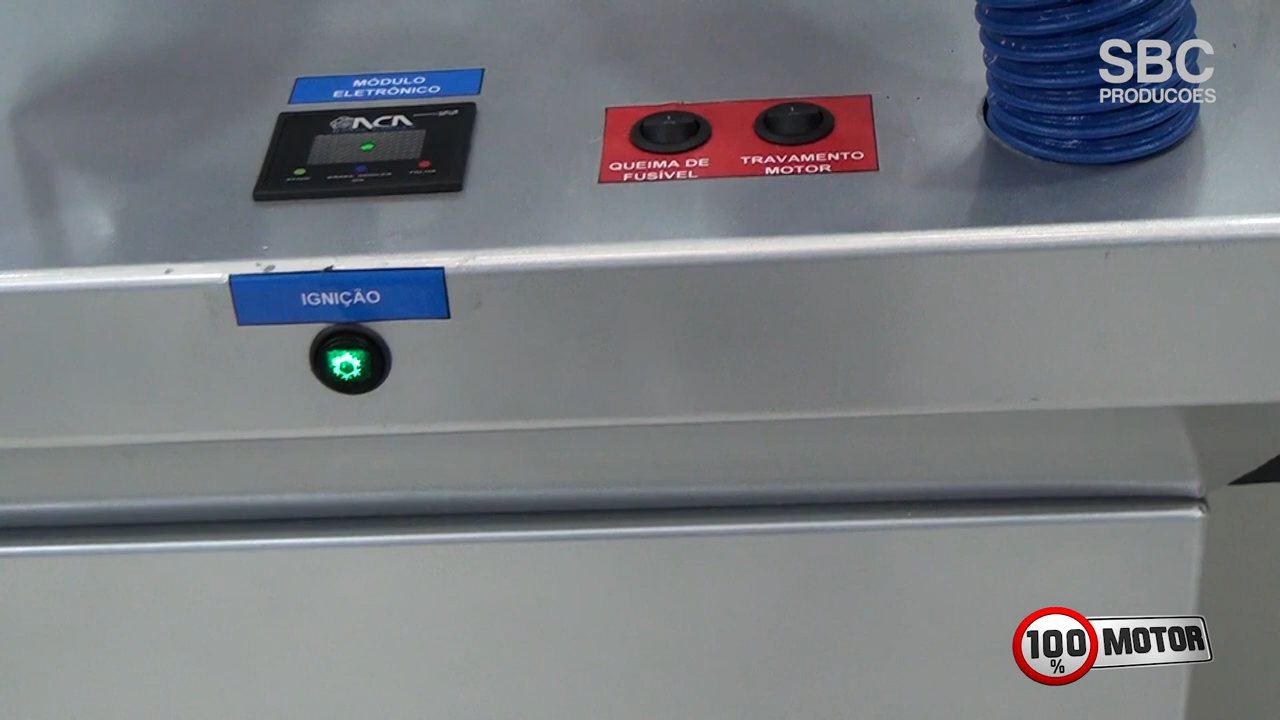 SBC
PRODUCOES
MÓDULO
ELETRÔNICO
ACA
QUEIMA DE
FUSÍVEL
TRAVAMENTO
MOTOR
IGNIÇÃO
100
%
MOTOR